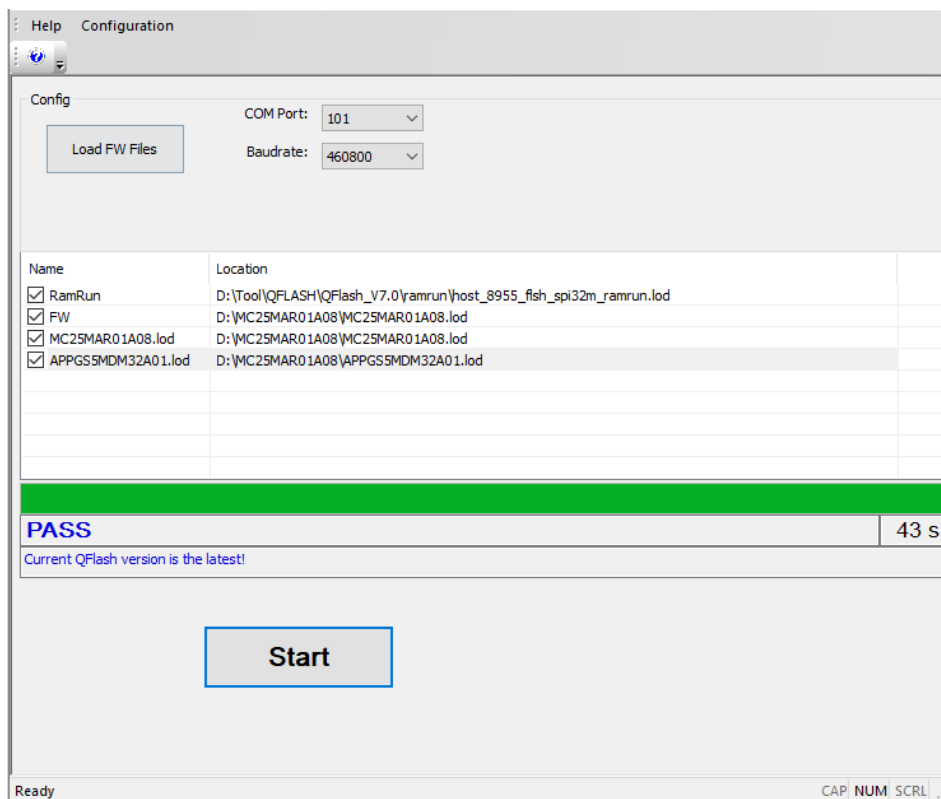 Help Configuration
Config
Load FW Files
COM Port: 101
Baudrate: 460800
Name Location
RamRun D:\Tool\QFLASH\QFlash_V7.0\ramrun\host_8955_flsh_spi32m_ramrun.lod
FW D:\MC25MAR01A08\MC25MAR01A08.lod
MC25MAR01A08.lod D:\MC25MAR01A08\MC25MAR01A08.lod
APPGS5MDM32A01.lod D:\MC25MAR01A08\APPGS5MDM32A01.lod
PASS 43 s
Current QFlash version is the latest!
Start
Ready CAP NUM SCRL